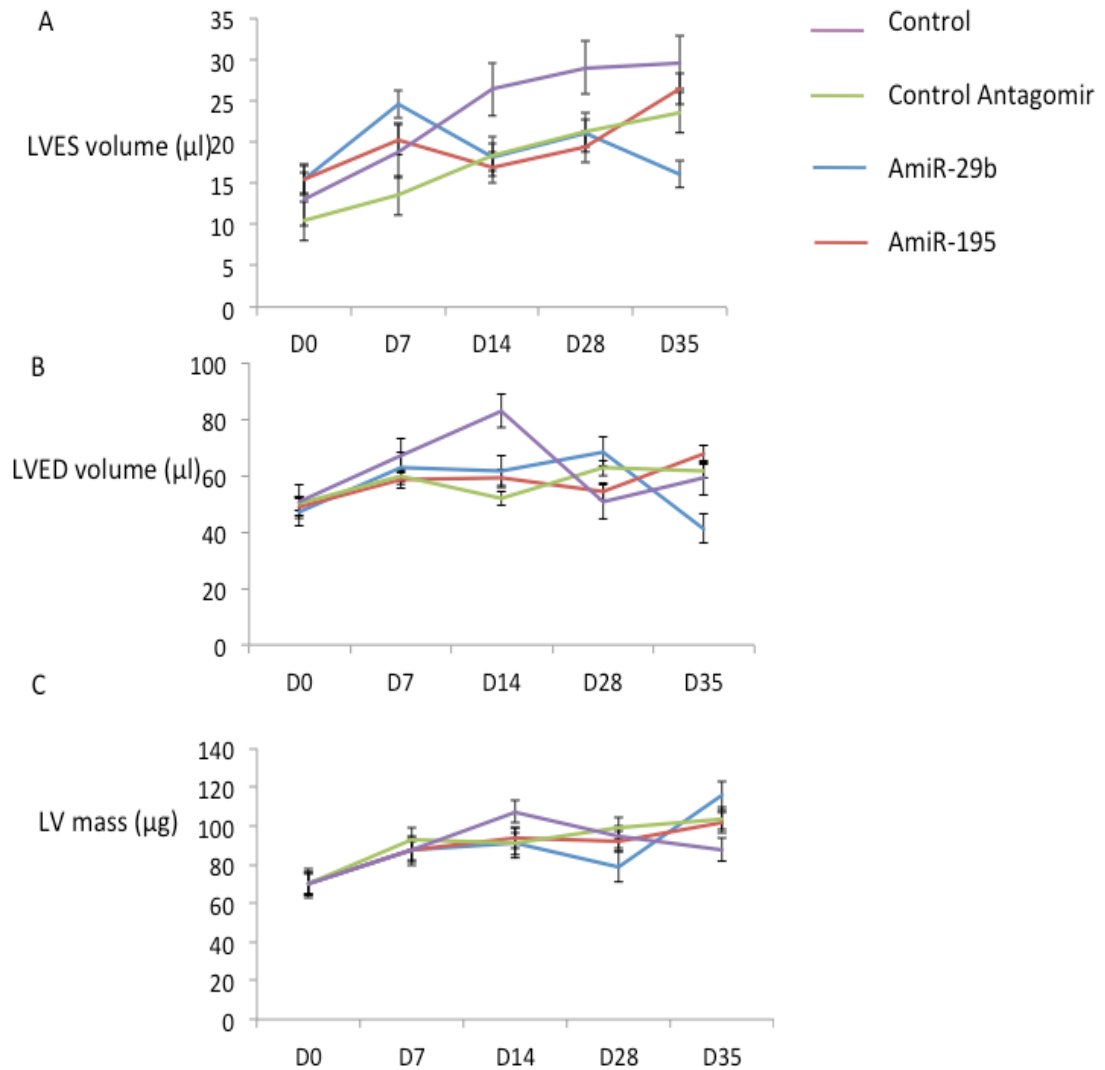 A
35
30
25
20
15
10
5
0
LVES volume (μl)
D0 D7 D14 D28 D35
Control
Control Antagomir
AmiR-29b
AmiR-195
B
100
80
60
40
20
0
LVED volume (μl)
D0 D7 D14 D28 D35
C
140
120
100
80
60
40
20
0
LV mass (μg)
D0 D7 D14 D28 D35